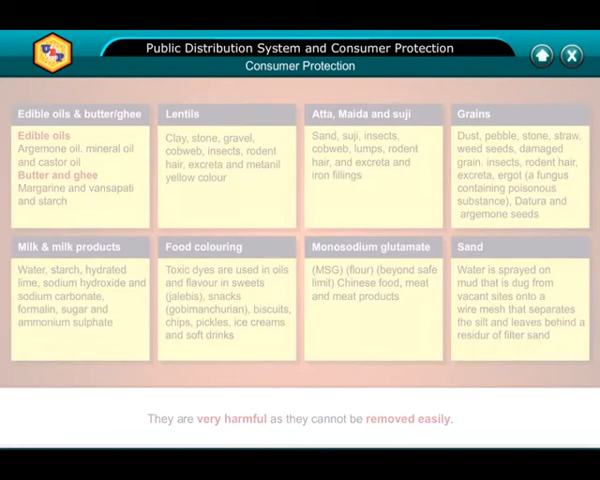 Public Distribution System and Consumer Protection
Consumer Protection
Edible oils & butter/ghee
Edible oils
Argemone oil. mineral oil
and castor oil
Butter and ghee
Margarine and vansapati
and starch
Lentils
Clay, stone, gravel,
cobweb, insects, rodent
hair, excreta and metanil
yellow colour
Atta, Maida and suji
Sand, suji, insects,
cobweb, lumps, rodent
hair, and excreta and
iron fillings
Grains
Dust, pebble, stone, straw.
weed seeds, damaged
grain. insects, rodent hair,
excreta, ergot (a fungus
containing poisonous
substance), Datura and
argemone seeds
Milk & milk products
Water, starch, hydrated
lime, sodium hydroxide and
sodium carbonate,
formalin, sugar and
ammonium sulphate
Food colouring
Toxic dyes are used in oils
and flavour in sweets
(jalebis), snacks
(gobimanchurian), biscuits,
chips, pickles, ice creams
and soft drinks
Monosodium glutamate
(MSG) (flour) (beyond safe
limit) Chinese food, meat
and meat products
Sand
Water is sprayed on
mud that is dug from
vacant sites onto a
wire mesh that separates
the silt and leaves behind a
residur of filter sand
They are very harmful as they cannot be removed easily.